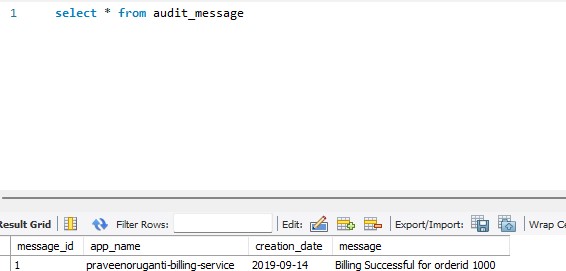 1 select * from audit_message
Result Grid Filter Rows: Edit: Export/Import: Wrap Ce
message_id app_name creation_date message
1 praveenoruganti-billing-service 2019-09-14 Billing Successful for orderid 1000